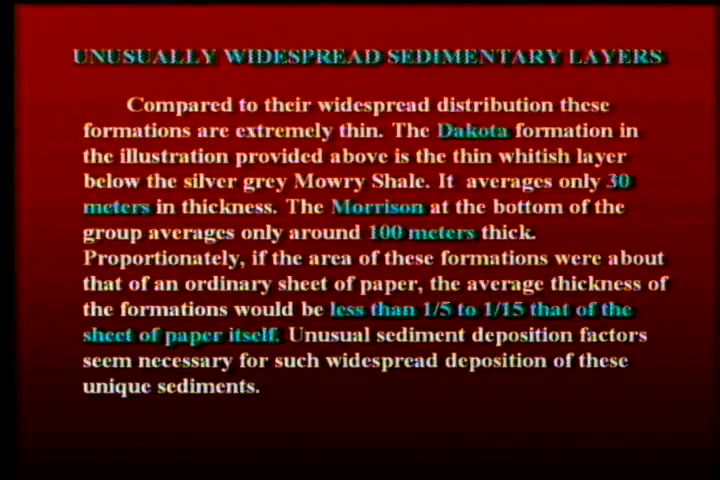 UNUSUALLY WIDESPREAD SEDIMENTARY LAYERS
Compared to their widespread distribution these
formations are extremely thin. The Dakota formation in
the illustration provided above is the thin whitish layer
below the silver grey Mowry Shale. It averages only 30
meters in thickness. The Morrison at the bottom of the
group averages only around 100 meters thick.
Proportionately, if the area of these formations were about
that of an ordinary sheet of paper, the average thickness of
the formations would be less than 1/5 to 1/15 that of the
sheet of paper itself. Unusual sediment deposition factors
seem necessary for such widespread deposition of these
unique sediments.